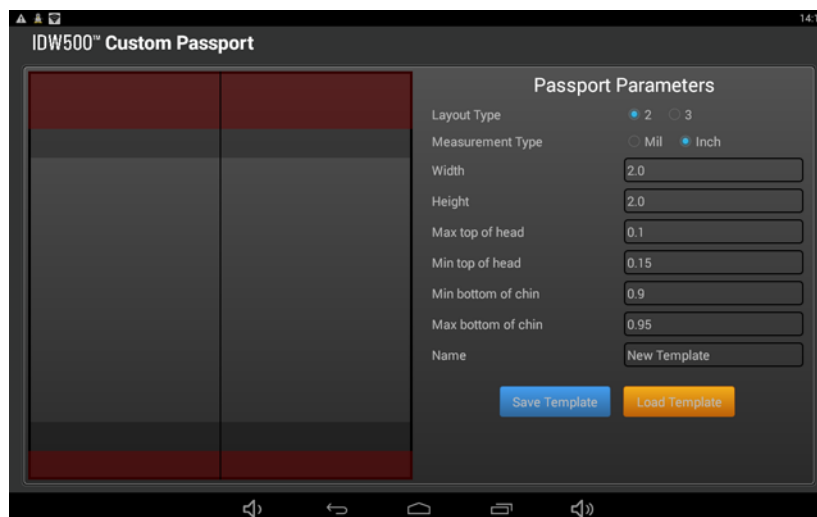 14:1
IDW500™ Custom Passport
Passport Parameters
Layout Type 2 3
Measurement Type Mil Inch
Width 2.0
Height 2.0
Max top of head 0.1
Min top of head 0.15
Min bottom of chin 0.9
Max bottom of chin 0.95
Name New Template
Save Template Load Template